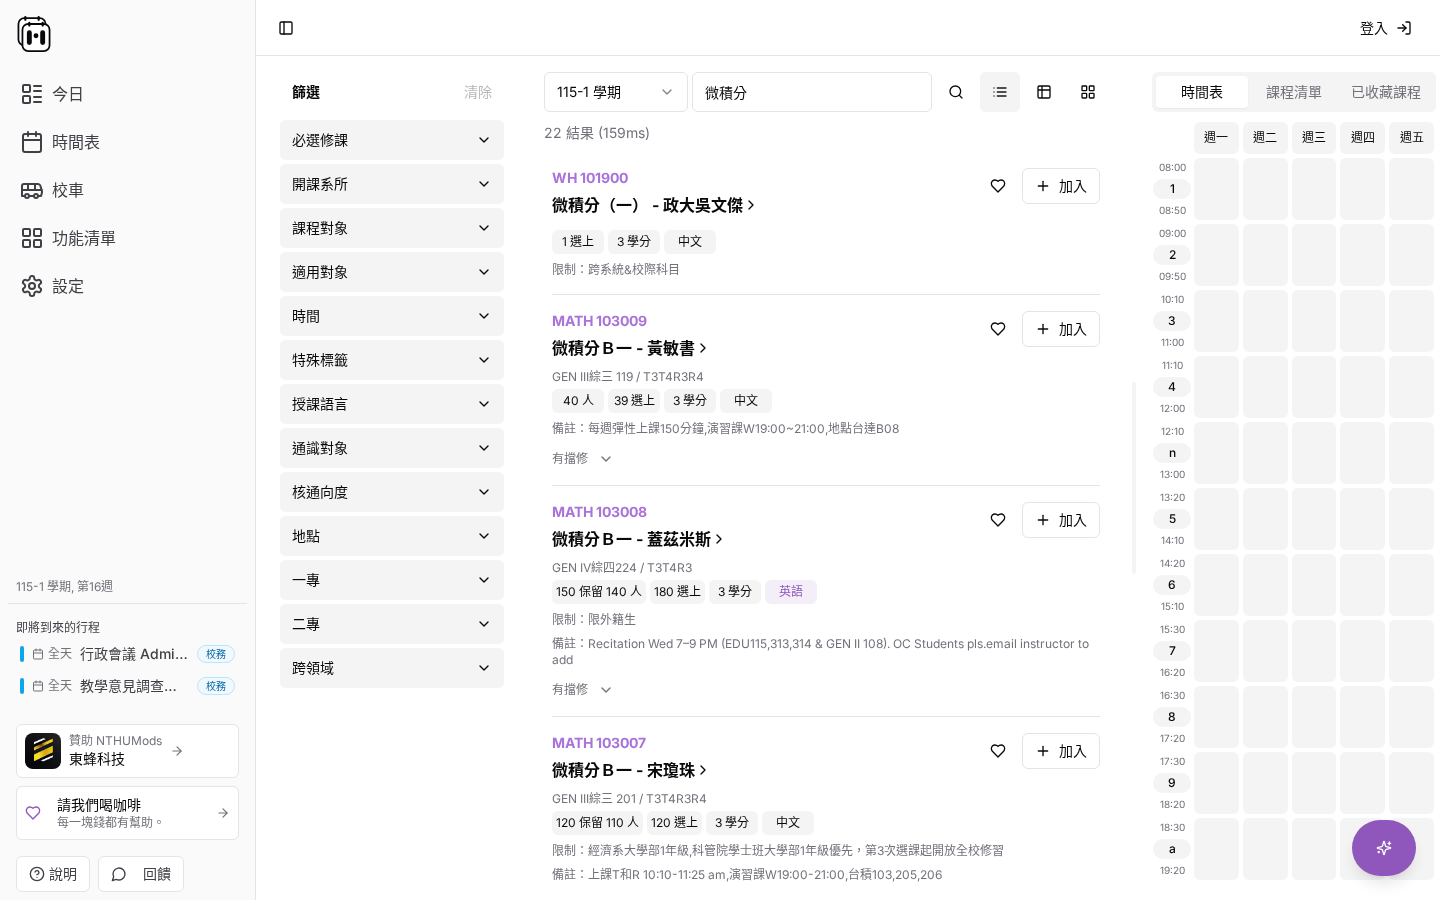 今日
時間表
校車
功能清單
設定
115-1 學期, 第16週
即將到來的行程
全天 行政會議 Admi... 校務
全天 教學意見調查... 校務
贊助 NTHUMods
東蜂科技
請我們喝咖啡
每一塊錢都有幫助。
說明
回饋
登入
篩選
清除
必選修課
開課系所
課程對象
適用對象
時間
特殊標籤
授課語言
通識對象
核通向度
地點
一專
二專
跨領域
115-1 學期
微積分
22 結果 (159ms)
WH 101900
微積分（一） - 政大吳文傑
加入
1 選上
3 學分
中文
限制：跨系統&校際科目
MATH 103009
微積分Ｂ一 - 黃敏書
加入
GEN III綜三 119 / T3T4R3R4
40 人
39 選上
3 學分
中文
備註：每週彈性上課150分鐘,演習課W19:00~21:00,地點台達B08
有擋修
MATH 103008
微積分Ｂ一 - 蓋茲米斯
加入
GEN IV綜四224 / T3T4R3
150 保留 140 人
180 選上
3 學分
英語
限制：限外籍生
備註：Recitation Wed 7–9 PM (EDU115,313,314 & GEN II 108). OC Students pls.email instructor to
add
有擋修
MATH 103007
微積分Ｂ一 - 宋瓊珠
加入
GEN III綜三 201 / T3T4R3R4
120 保留 110 人
120 選上
3 學分
中文
限制：經濟系大學部1年級,科管院學士班大學部1年級優先，第3次選課起開放全校修習
備註：上課T和R 10:10-11:25 am,演習課W19:00-21:00,台積103,205,206
時間表
課程清單
已收藏課程
週一
週二
週三
週四
週五
08:00
1
08:50
09:00
2
09:50
10:10
3
11:00
11:10
4
12:00
12:10
n
13:00
13:20
5
14:10
14:20
6
15:10
15:30
7
16:20
16:30
8
17:20
17:30
9
18:20
18:30
a
19:20